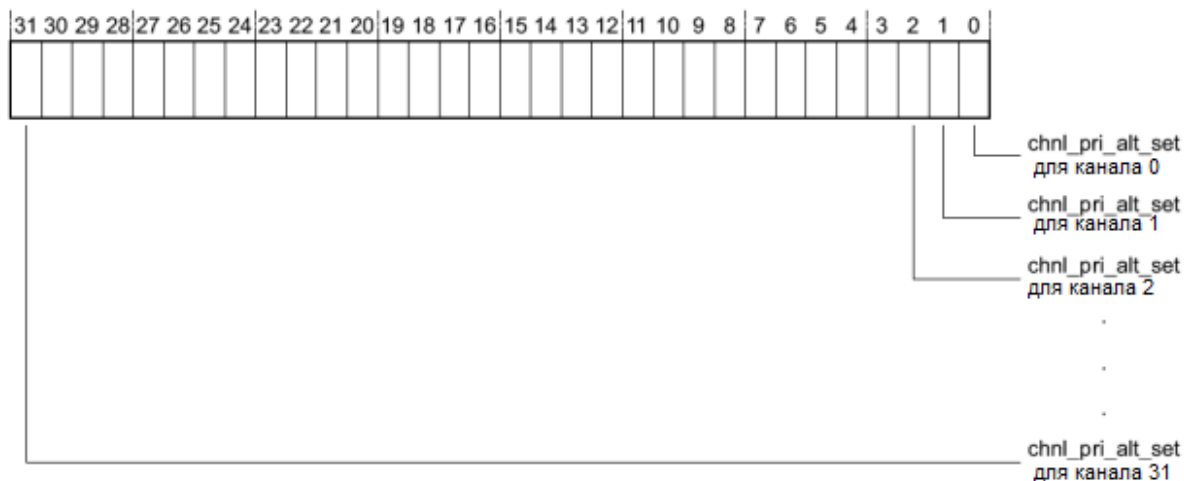 31 30 29 28 27 26 25 24 23 22 21 20 19 18 17 16 15 14 13 12 11 10 9 8 7 6 5 4 3 2 1 0
chnl_pri_alt_set
для канала 0
chnl_pri_alt_set
для канала 1
chnl_pri_alt_set
для канала 2
.
.
.
chnl_pri_alt_set
для канала 31